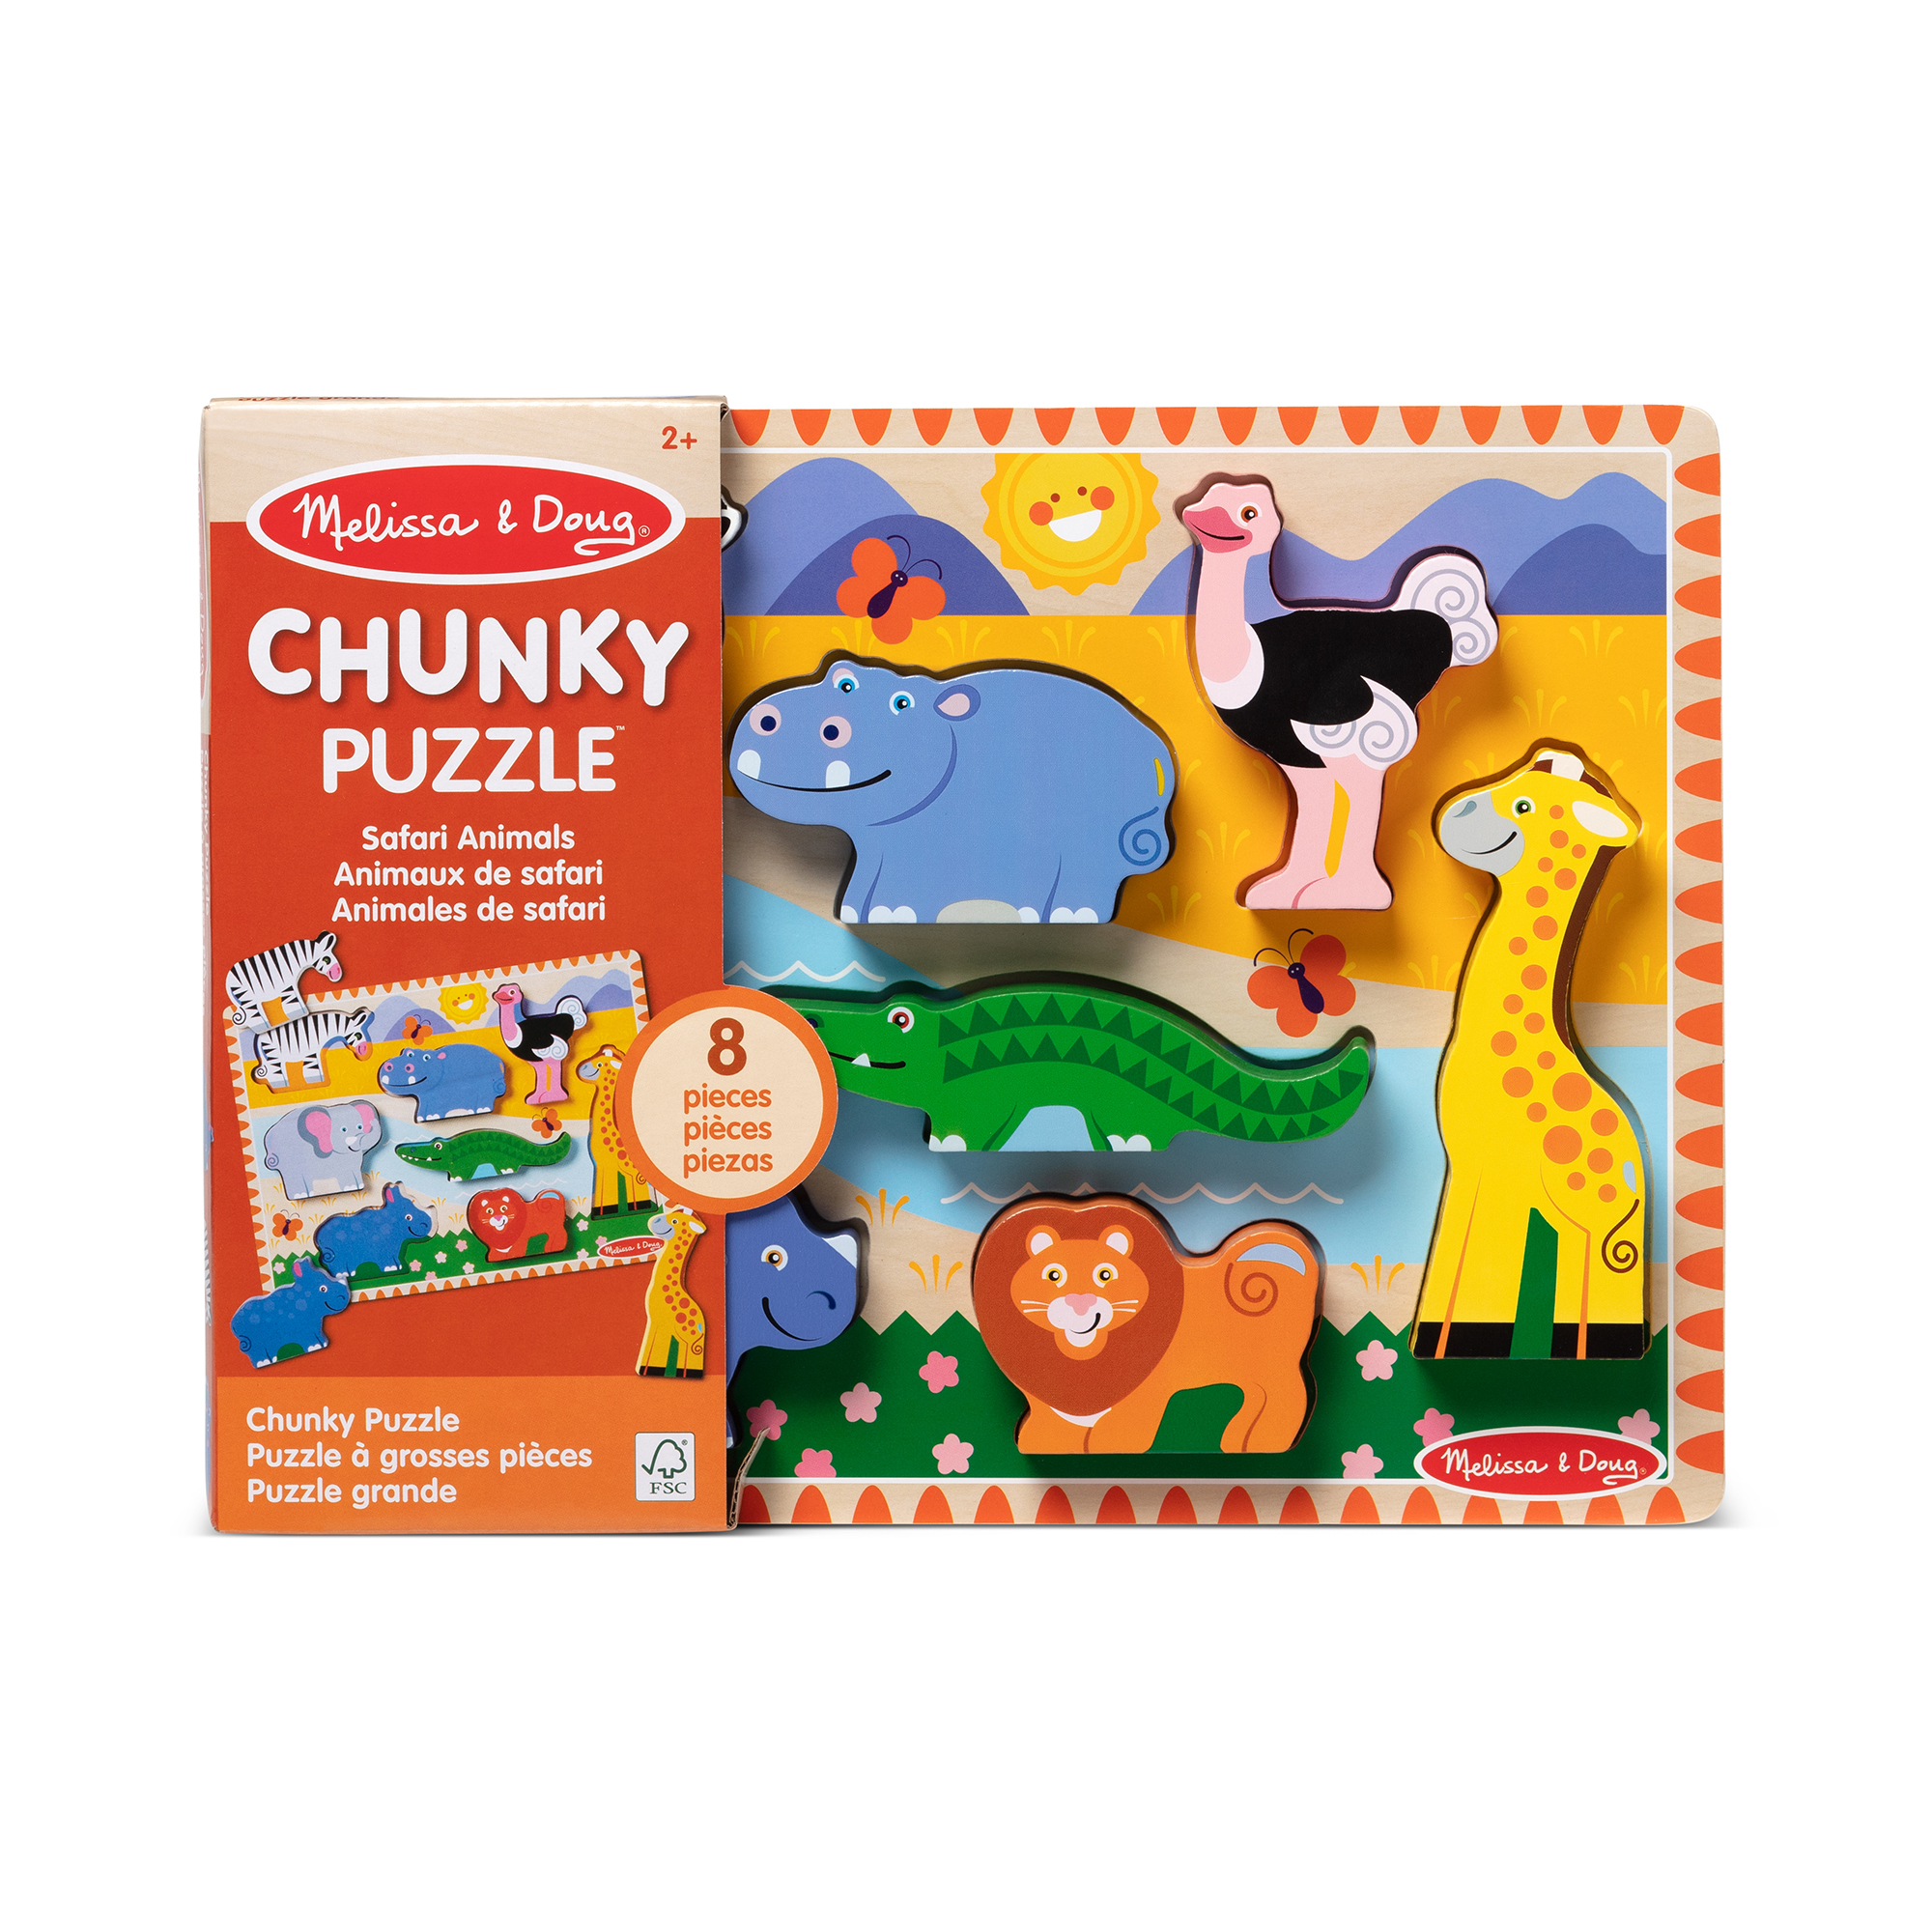 2+
Melissa & Doug®
CHUNKY
PUZZLE™
Safari Animals
Animaux de safari
Animales de safari
8
pieces
pièces
piezas
Melissa & Doug
Chunky Puzzle
Puzzle à grosses pièces
Puzzle grande
FSC®
Melissa & Doug®